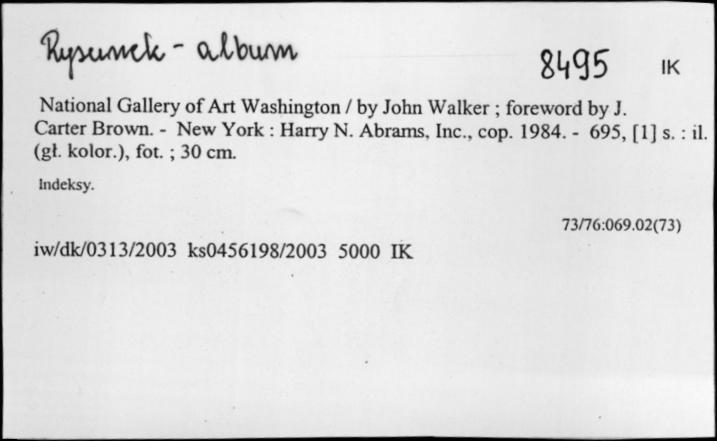 Rysunek - album
8495 IK
National Gallery of Art Washington / by John Walker ; foreword by J.
Carter Brown. - New York : Harry N. Abrams, Inc., cop. 1984. - 695, [1] s. : il.
(gł. kolor.), fot. ; 30 cm.
Indeksy.
73/76:069.02(73)
iw/dk/0313/2003 ks0456198/2003 5000 IK